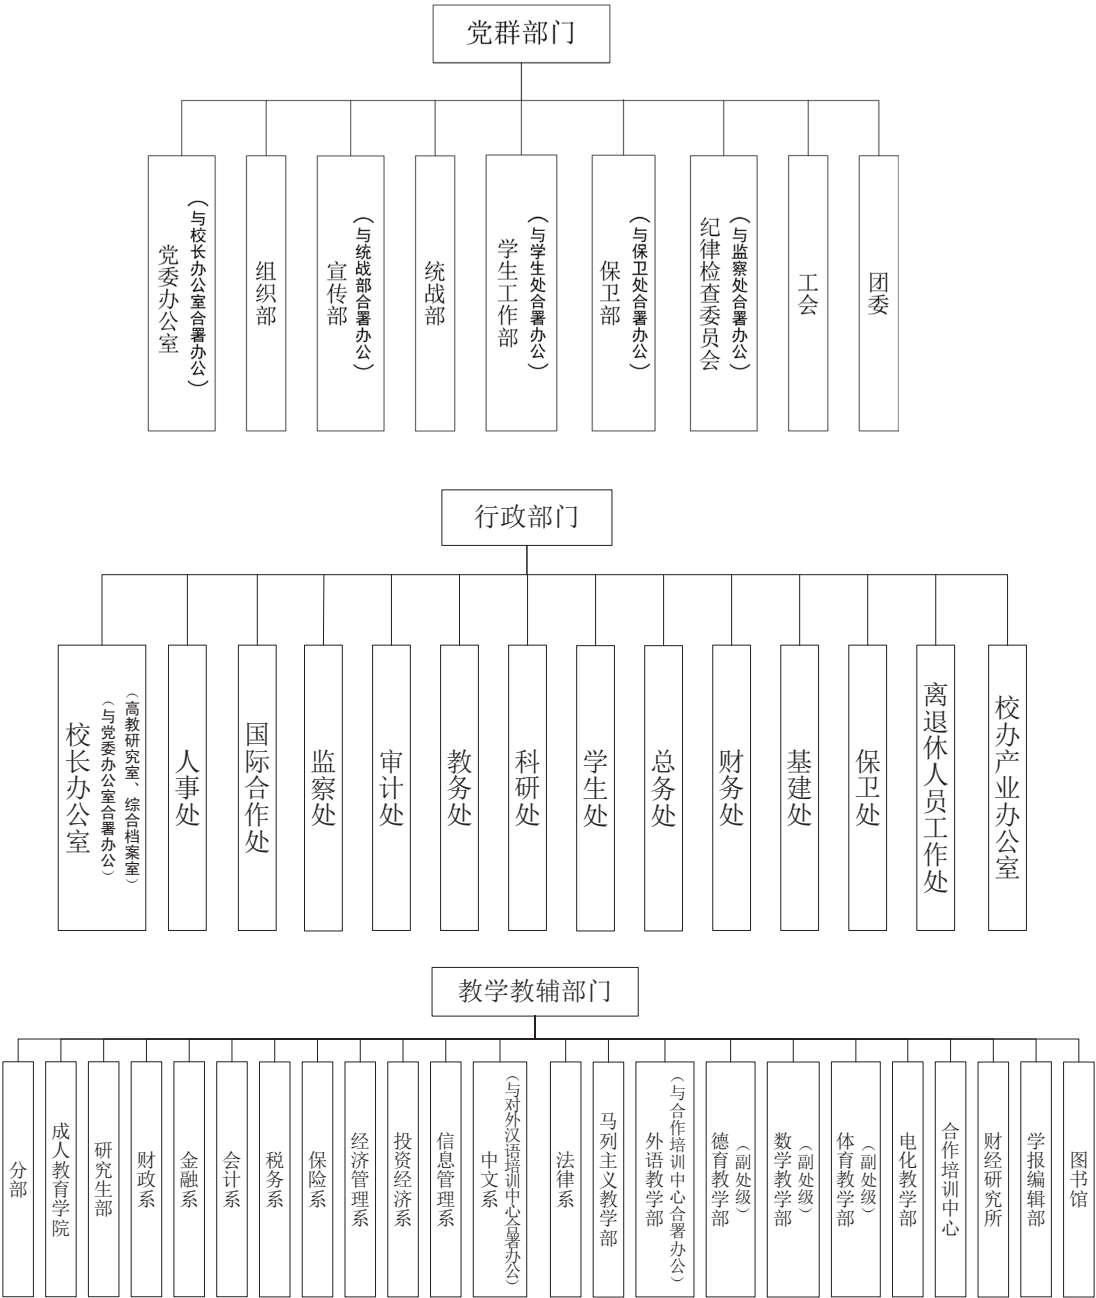 党群部门
党委办公室
（与校长办公室合署办公）
组织部
宣传部
（与统战部合署办公）
统战部
学生工作部
（与学生处合署办公）
保卫部
（与保卫处合署办公）
纪律检查委员会
（与监察处合署办公）
工会
团委
行政部门
校长办公室
（与党委办公室合署办公）
（高教研究室、综合档案室）
人事处
国际合作处
监察处
审计处
教务处
科研处
学生处
总务处
财务处
基建处
保卫处
离退休人员工作处
校办产业办公室
教学教辅部门
分部
成人教育学院
研究生部
财政系
金融系
会计系
税务系
保险系
经济管理系
投资经济系
信息管理系
中文系
（与对外汉语培训中心合署办公）
法律系
马列主义教学部
外语教学部
（与合作培训中心合署办公）
德育教学部
（副处级）
数学教学部
（副处级）
体育教学部
（副处级）
电化教学部
合作培训中心
财经研究所
学报编辑部
图书馆